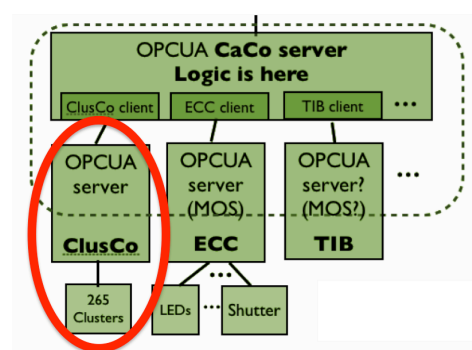 OPCUA CaCo server
Logic is here
ClusCo client
ECC client
TIB client
...
OPCUA
server
ClusCo
OPCUA
server
(MOS)
ECC
OPCUA
server?
(MOS?)
TIB
...
...
265
Clusters
LEDs
...
Shutter